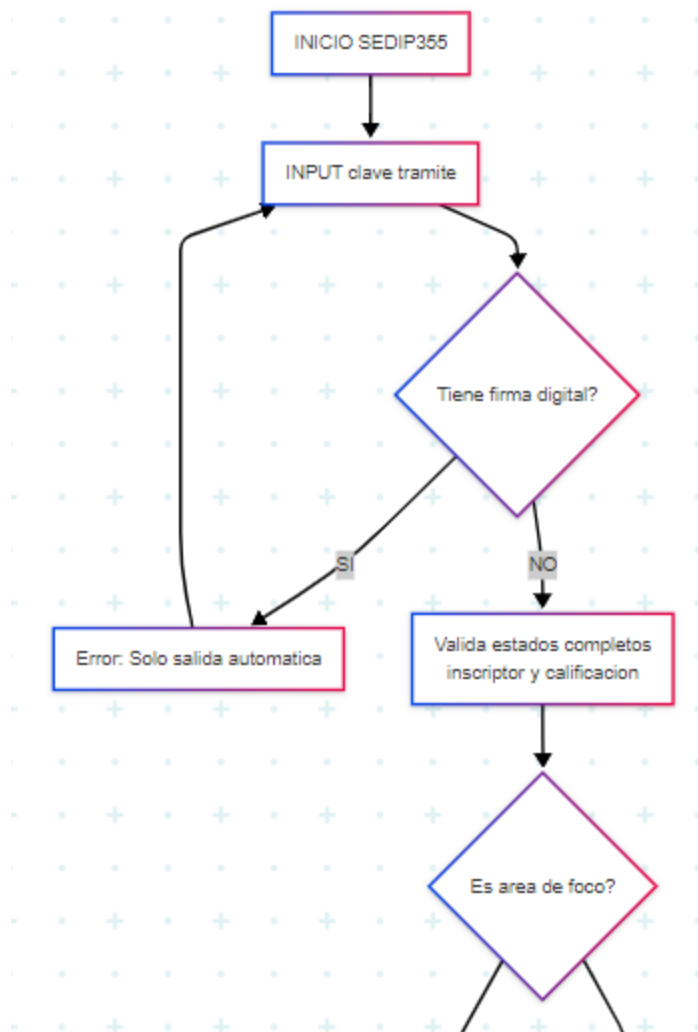 INICIO SEDIP355
INPUT clave tramite
Tiene firma digital?
SI
NO
Error: Solo salida automatica
Valida estados completos
inscriptor y calificacion
Es area de foco?